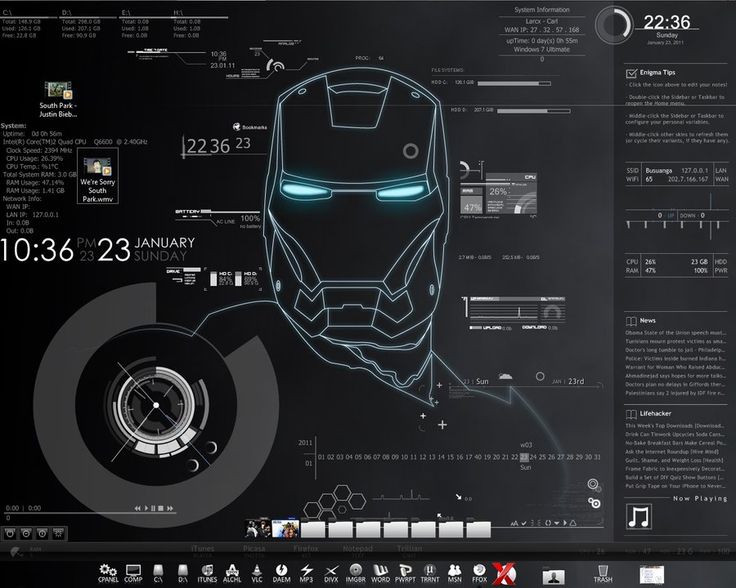 C:\ D:\ E:\ H:\
Total: 148.9 Total: 298.0 GB Total: 0.0B Total: 0.0B
Used: 126.1 Used: 207.1 GB Used: 0.0B Used: 0.0B
Free: 22.8 G Free: 90.9 GB Free: 0.0B Free: 0.0B
10:36 PM
23.01.11
ANALOG
HOURS
PROC: 64
FILE SYSTEMS:
HDD C: 126.1 GB
HDD D: 207.1 GB
System Information
Larcx - Carl
WAN IP: 27 . 32 . 57 . 168
upTime: 0 day(s) 0h 55m
Windows 7 Ultimate
0
22:36
Sunday
January 23, 2011
Enigma Tips
- Click the icon above to edit your notes!
- Double-click the Sidebar or Taskbar to
reopen the Home menu.
- Middle-click the Sidebar or Taskbar to
configure your personal variables.
- Middle-click other skins to refresh them
(or cycle their variants, if they have any).
South Park -
Justin Bieb...
System:
Uptime: 0d 0h 56m
Intel(R) Core(TM)2 Quad CPU Q6600 @ 2.40GHz
Clock Speed: 2394 MHz
CPU Usage: 26.39%
CPU Temp.: %1°C
Total System RAM: 3.0 GB
RAM Usage: 47.14%
RAM Usage: 1.41 GB
Network Info:
WAN IP:
LAN IP: 127.0.0.1
In: 0.0B
Out: 0.0B
We're Sorry
South
Park.wmv
Bookmarks
22 36 23
BATTERY
AC LINE
100%
no battery
CPU
RAM
26%
47%
SSID Busuanga 127.0.0.1 LAN
WiFi 65 202.7.166.167 WAN
0 UP DOWN 0
CPU 26% 23 GB HDD
RAM 47% 100% PWR
10:36 PM 23 23 JANUARY
SUNDAY
DRIVE
HD C:
84%
HD D:
69%
UPLOAD 0.0b DOWNLOAD 0.0b
News
Obama State of the Union speech must...
Tunisians mount protest victims as sma...
Doctor's long tumble to jail - Philadelp...
Police: Victims inside burned Indiana h...
Warrant for Woman Who Raised Abduc...
Ahmadinejad says hopes for more talks...
Doctors plan no delays in Giffords ther...
Palestinians say 2 injured by IDF fire n...
23 Sun JAN 23rd
Lifehacker
This Week's Top Downloads [Download...
Drink Can Tinwork Upcycles Soda Cans...
No-Bake Breakfast Bars Make Cereal Po...
Ask the Internet Roundup [Hive Mind]
Guilt, Shame, and Weight Loss [Health]
Frame Fabric to Inexpensively Decorat...
Build a Set of DIY Quiz Show Buttons [...
Put Grip Tape on Your iPhone to Never...
2011
01
w03
01 02 03 04 05 06 07 08 09 10 11 12 13 14 15 16 17 18 19 20 21 22 23 24 25 26 27 28 29 30 31
Sun
0.0
Now Playing
0:00 | 0:00
0
iTunes Picasa Firefox Notepad Trillian
CPANEL COMP C:\ D:\ ITUNES ALCHL VLC DAEM MP3 DIVX IMGBR WORD PWRPT TRRNT MSN FFOX TRASH